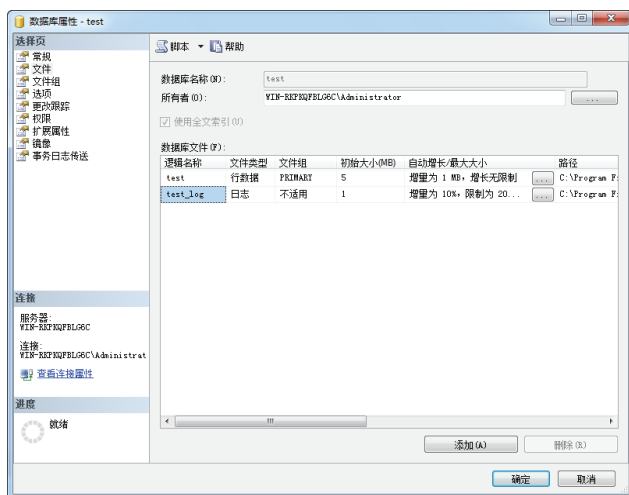 数据库属性 - test
选择页
常规
文件
文件组
选项
更改跟踪
权限
扩展属性
镜像
事务日志传送
脚本 帮助
数据库名称(N): test
所有者(O): WIN-RKPKQFBLG6C\Administrator ...
使用全文索引(U)
数据库文件(F):
逻辑名称 文件类型 文件组 初始大小(MB) 自动增长/最大大小 路径
test 行数据 PRIMARY 5 增量为 1 MB，增长无限制 ... C:\Program F
test_log 日志 不适用 1 增量为 10%，限制为 20... ... C:\Program F
连接
服务器:
WIN-RKPKQFBLG6C
连接:
WIN-RKPKQFBLG6C\Administrat
查看连接属性
进度
就绪
添加(A) 删除(R)
确定 取消